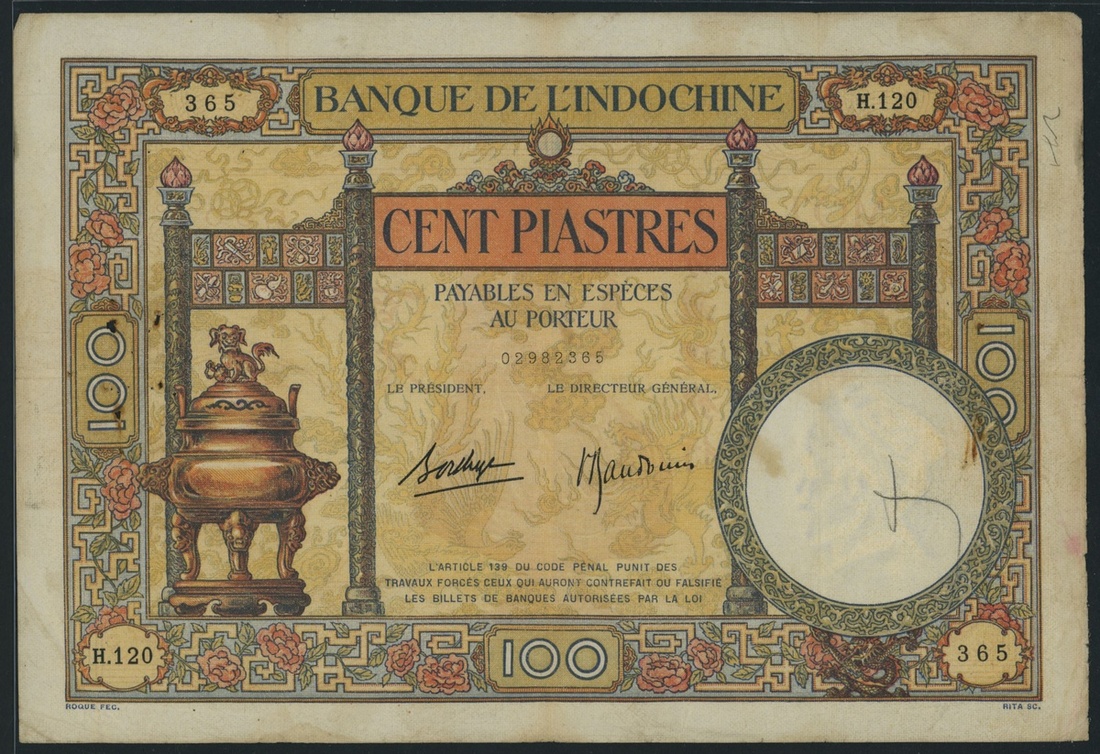 365
BANQUE DE L'INDOCHINE
H.120
CENT PIASTRES
PAYABLES EN ESPÈCES
AU PORTEUR
02982365
LE PRÉSIDENT,
LE DIRECTEUR GÉNÉRAL,
100
100
L'ARTICLE 139 DU CODE PÉNAL PUNIT DES
TRAVAUX FORCÉS CEUX QUI AURONT CONTREFAIT OU FALSIFIÉ
LES BILLETS DE BANQUES AUTORISÉES PAR LA LOI
H.120
100
365
ROQUE FEC.
RITA SC.